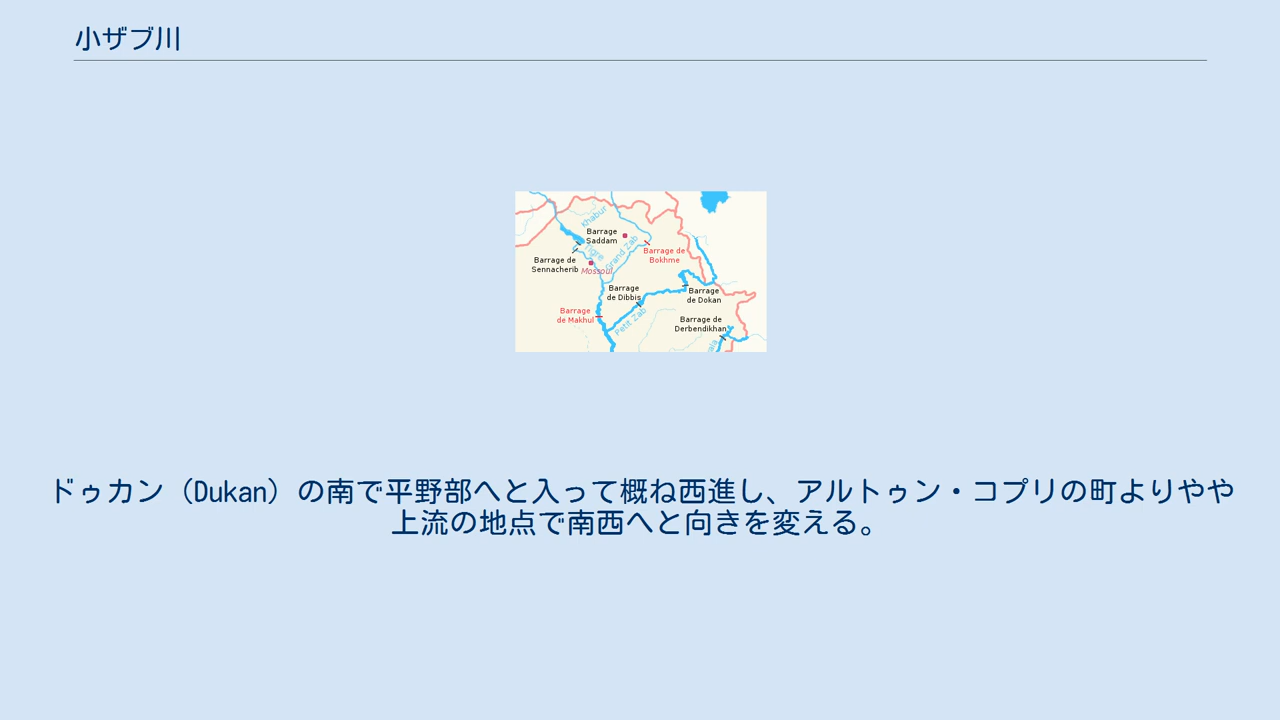 小ザブ川
Khabur
Barrage
Saddam
Tigre
Grand Zab
Barrage de
Bokhme
Barrage de
Sennacherib
Mossoul
Barrage
de Dibbis
Barrage
de Dokan
Barrage
de Makhul
Petit Zab
Barrage de
Derbendikhan
ドゥカン（Dukan）の南で平野部へと入って概ね西進し、アルトゥン・コプリの町よりやや
上流の地点で南西へと向きを変える。